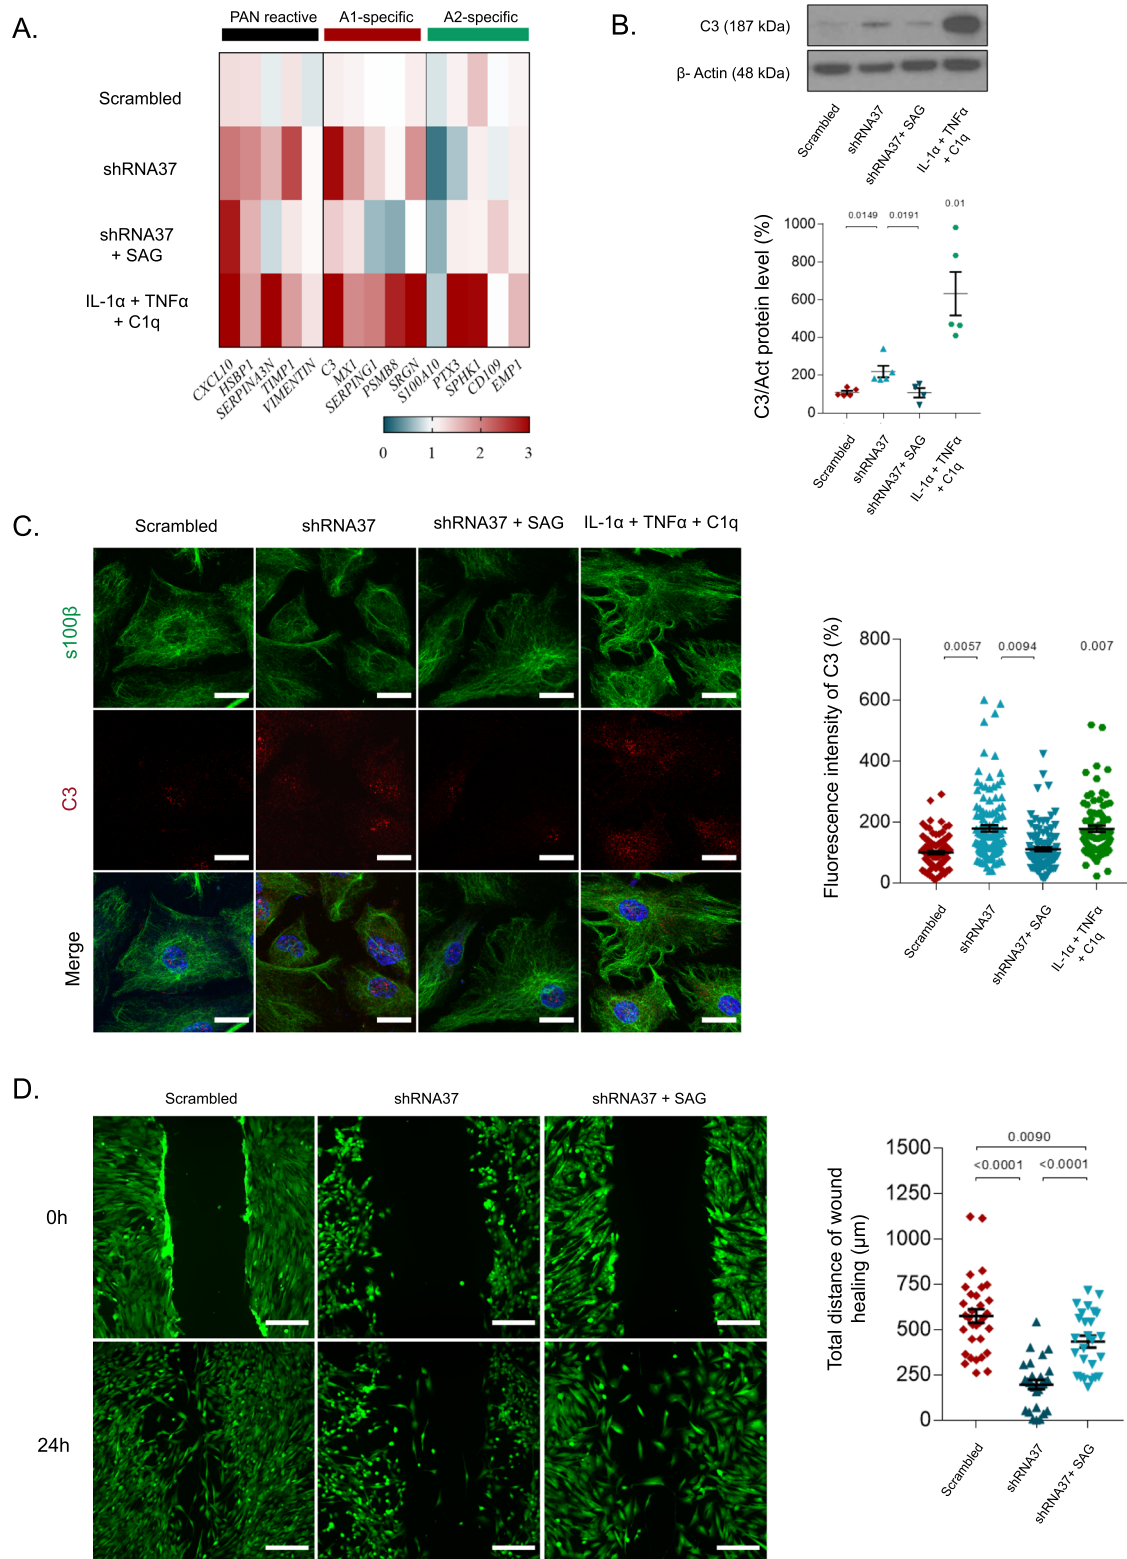 A.
PAN reactive
A1-specific
A2-specific
Scrambled
shRNA37
shRNA37
+ SAG
IL-1α + TNFα
+ C1q
CXCL10
HSBP1
SERPINA3N
TIMP1
VIMENTIN
C3
MX1
SERPING1
PSMB8
SRGN
S100A10
PTX3
SPHK1
CD109
EMP1
0
1
2
3
B.
C3 (187 kDa)
β- Actin (48 kDa)
Scrambled
shRNA37
shRNA37+ SAG
IL-1α + TNFα
+ C1q
C3/Act protein level (%)
1000
800
600
400
200
0
0.0149
0.0191
0.01
Scrambled
shRNA37
shRNA37+ SAG
IL-1α + TNFα
+ C1q
C.
Scrambled
shRNA37
shRNA37 + SAG
IL-1α + TNFα + C1q
s100β
C3
Merge
Fluorescence intensity of C3 (%)
800
600
400
200
0
0.0057
0.0094
0.007
Scrambled
shRNA37
shRNA37+ SAG
IL-1α + TNFα
+ C1q
D.
Scrambled
shRNA37
shRNA37 + SAG
0h
24h
Total distance of wound
healing (μm)
1500
1250
1000
750
500
250
0
0.0090
<0.0001
<0.0001
Scrambled
shRNA37
shRNA37+ SAG